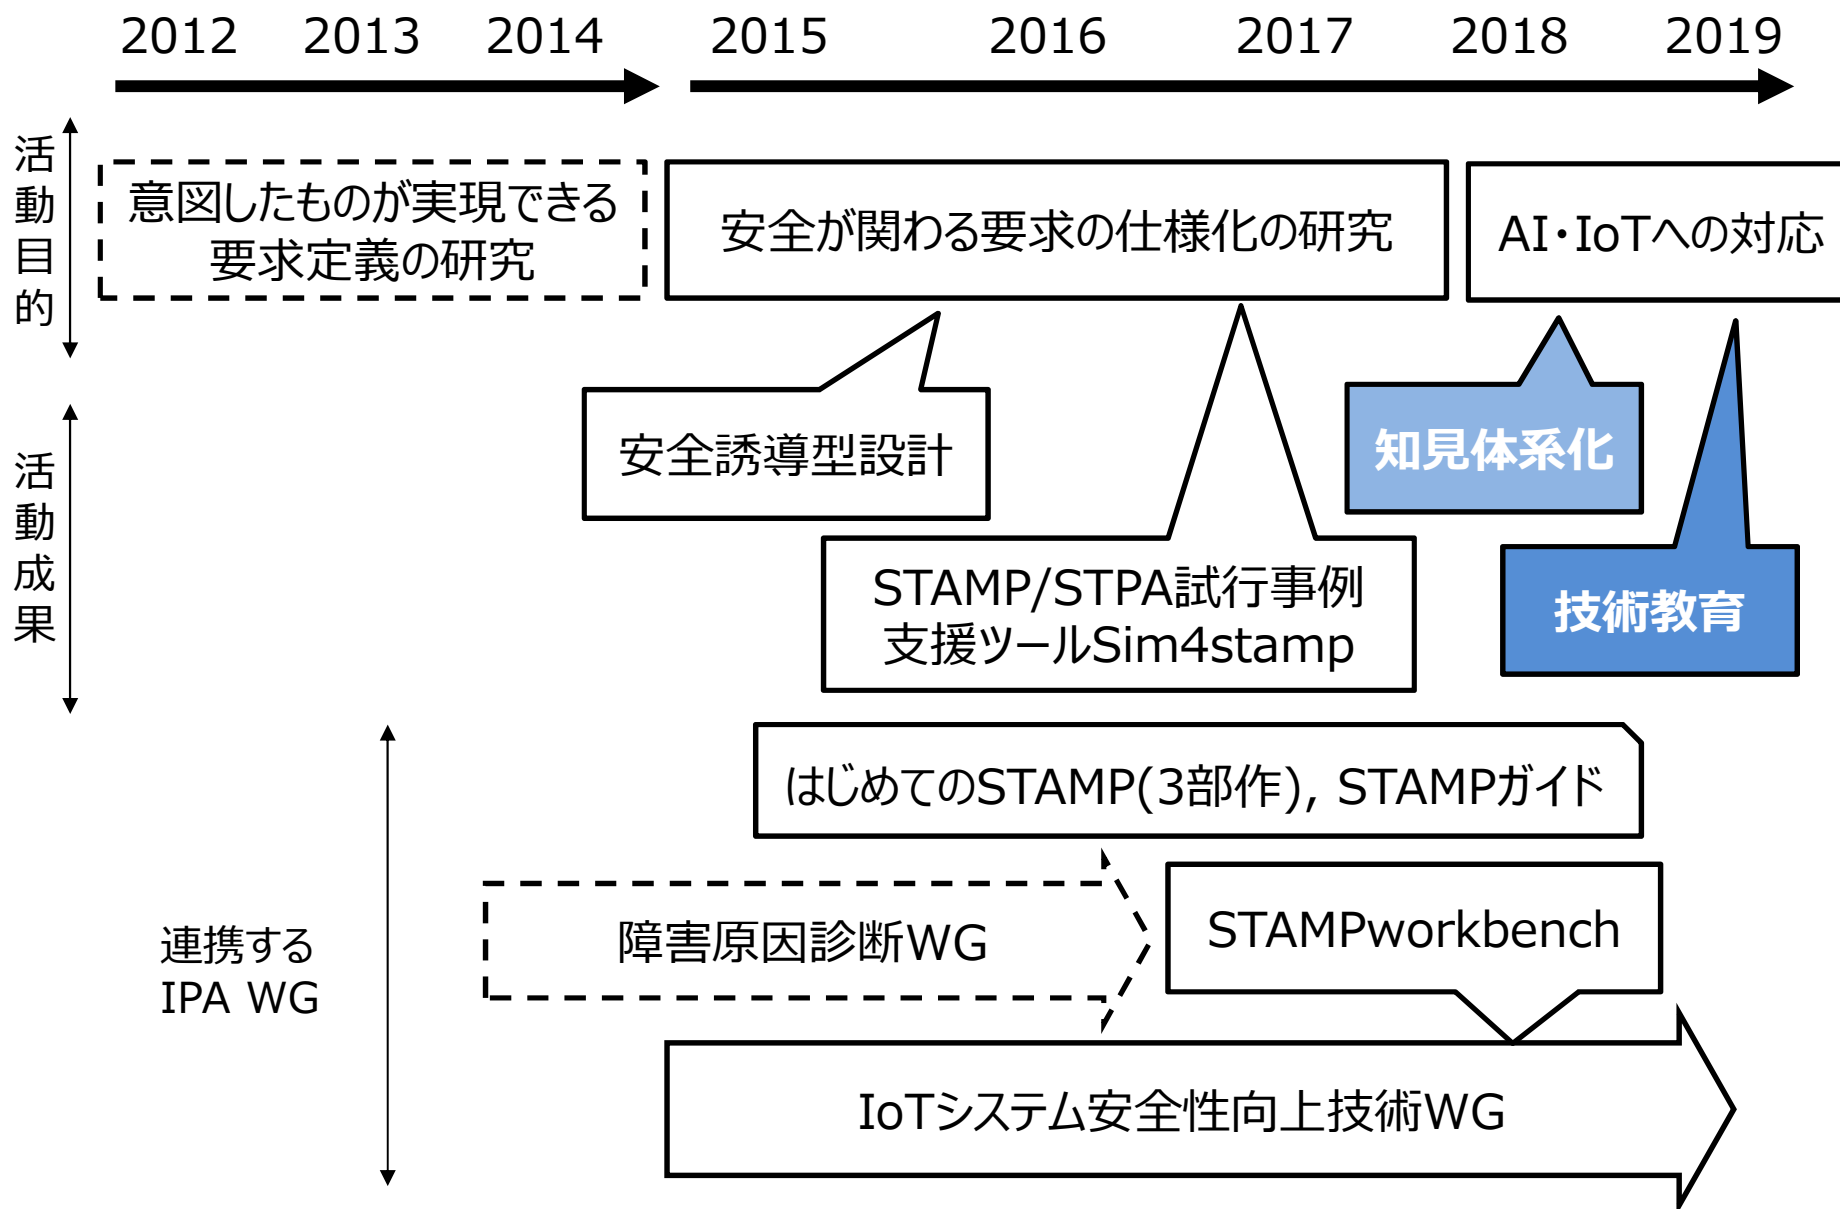 2012 2013 2014 2015 2016 2017 2018 2019
活動目的
意図したものが実現できる
要求定義の研究
安全が関わる要求の仕様化の研究
AI・IoTへの対応
活動成果
安全誘導型設計
知見体系化
STAMP/STPA試行事例
支援ツールSim4stamp
技術教育
はじめてのSTAMP(3部作), STAMPガイド
連携する
IPA WG
障害原因診断WG
STAMPworkbench
IoTシステム安全性向上技術WG